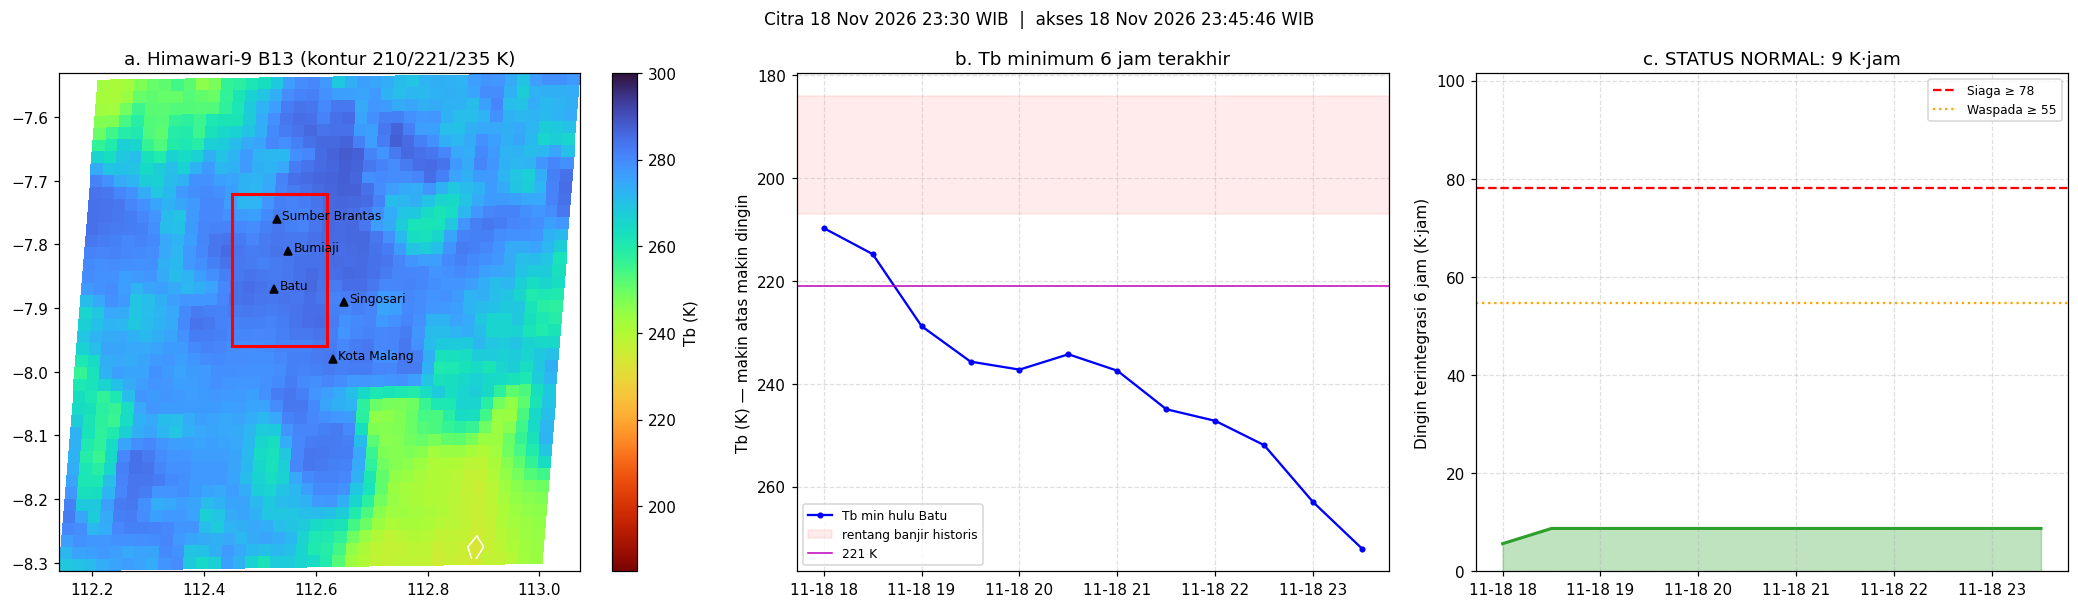 Citra 18 Nov 2026 23:30 WIB  |  akses 18 Nov 2026 23:45:46 WIB
a. Himawari-9 B13 (kontur 210/221/235 K)
−7.6
−7.7
−7.8
−7.9
−8.0
−8.1
−8.2
−8.3
112.2
112.4
112.6
112.8
113.0
Sumber Brantas
Bumiaji
Batu
Singosari
Kota Malang
300
280
260
240
220
200
Tb (K)
b. Tb minimum 6 jam terakhir
Tb (K) — makin atas makin dingin
180
200
220
240
260
Tb min hulu Batu
rentang banjir historis
221 K
11-18 18
11-18 19
11-18 20
11-18 21
11-18 22
11-18 23
c. STATUS NORMAL: 9 K·jam
Dingin terintegrasi 6 jam (K·jam)
100
80
60
40
20
0
Siaga ≥ 78
Waspada ≥ 55
11-18 18
11-18 19
11-18 20
11-18 21
11-18 22
11-18 23